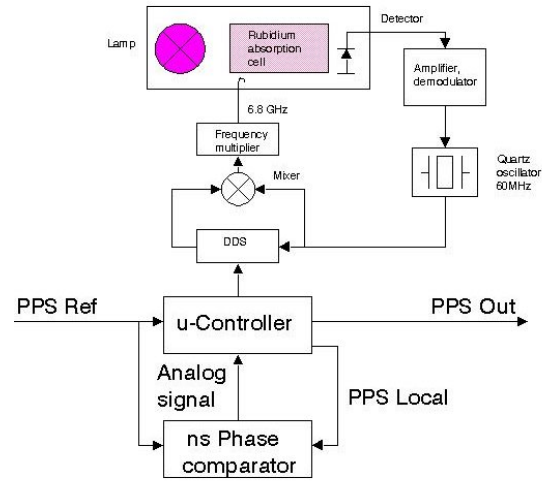 Detector
Lamp
Rubidium
absorption
cell
Amplifier,
demodulator
6.8 GHz
Frequency
multiplier
Mixer
Quartz
oscillator
60MHz
DDS
PPS Ref
u-Controller
PPS Out
Analog
signal
PPS Local
ns Phase
comparator